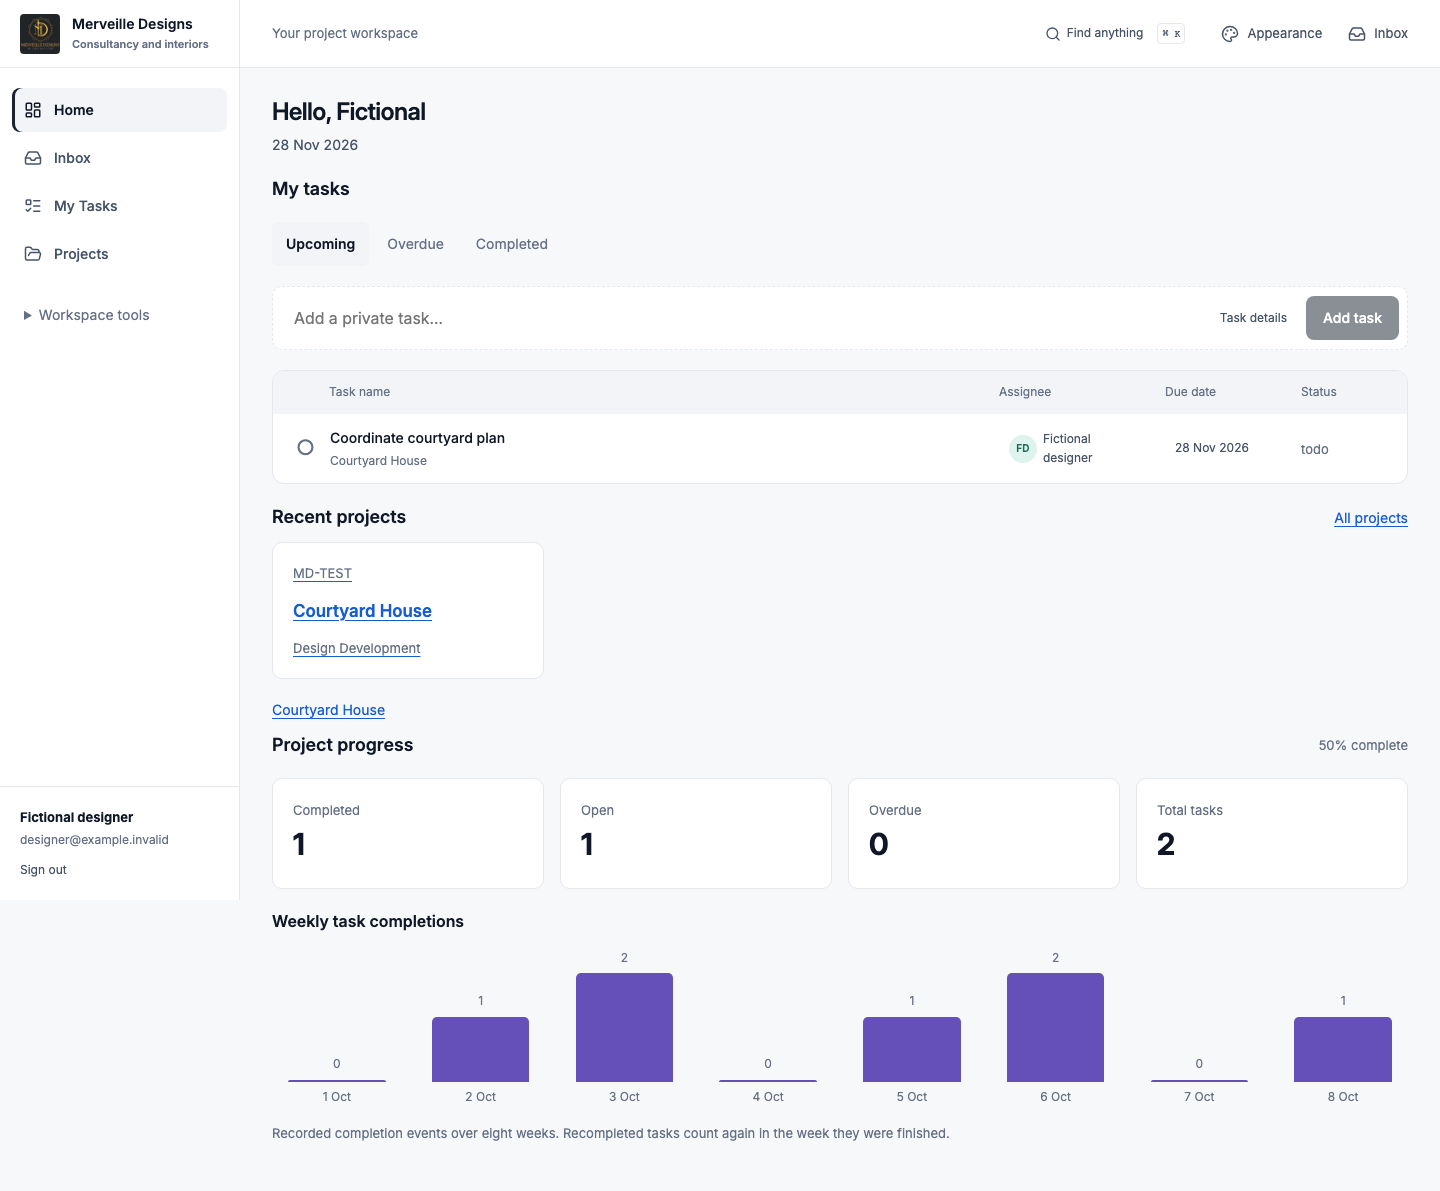 Merveille Designs
Consultancy and interiors
Your project workspace
Find anything
⌘ K
Appearance
Inbox
Home
Inbox
My Tasks
Projects
Workspace tools
Fictional designer
designer@example.invalid
Sign out
Hello, Fictional
28 Nov 2026
My tasks
Upcoming Overdue Completed
Add a private task...
Task details
Add task
Task name Assignee Due date Status
Coordinate courtyard plan
Courtyard House
FD
Fictional
designer
28 Nov 2026
todo
Recent projects
All projects
MD-TEST
Courtyard House
Design Development
Courtyard House
Project progress
50% complete
Completed
1
Open
1
Overdue
0
Total tasks
2
Weekly task completions
0 1 2 0 1 2 0 1
1 Oct 2 Oct 3 Oct 4 Oct 5 Oct 6 Oct 7 Oct 8 Oct
Recorded completion events over eight weeks. Recompleted tasks count again in the week they were finished.